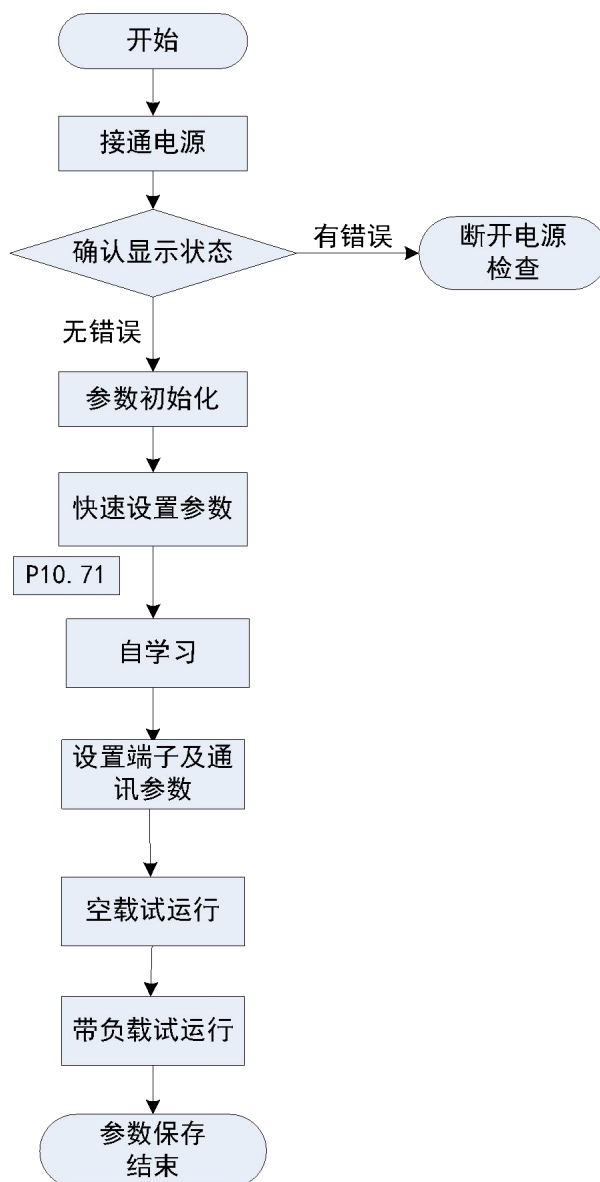 开始
接通电源
确认显示状态
有错误
断开电源
检查
无错误
参数初始化
快速设置参数
P10.71
自学习
设置端子及通
讯参数
空载试运行
带负载试运行
参数保存
结束